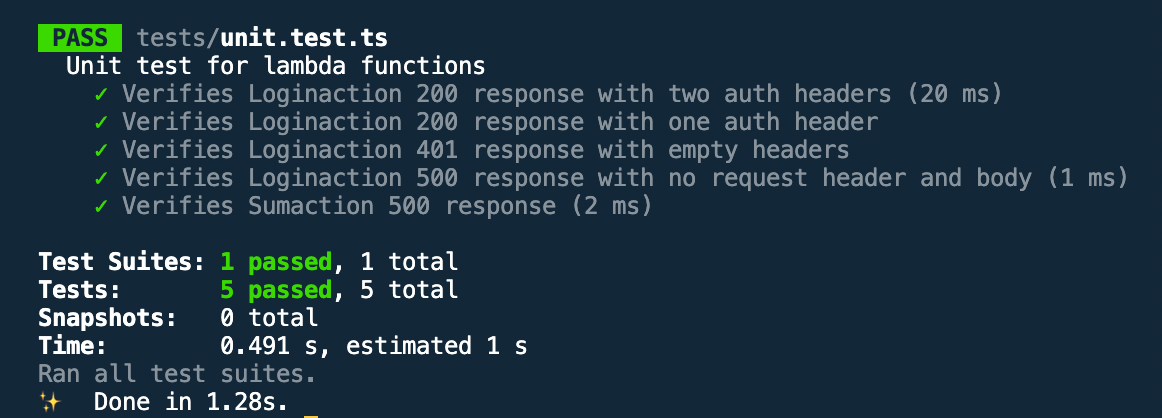 PASS tests/unit.test.ts
Unit test for lambda functions
✓ Verifies Loginaction 200 response with two auth headers (20 ms)
✓ Verifies Loginaction 200 response with one auth header
✓ Verifies Loginaction 401 response with empty headers
✓ Verifies Loginaction 500 response with no request header and body (1 ms)
✓ Verifies Sumaction 500 response (2 ms)
Test Suites: 1 passed, 1 total
Tests: 5 passed, 5 total
Snapshots: 0 total
Time: 0.491 s, estimated 1 s
Ran all test suites.
✨ Done in 1.28s.